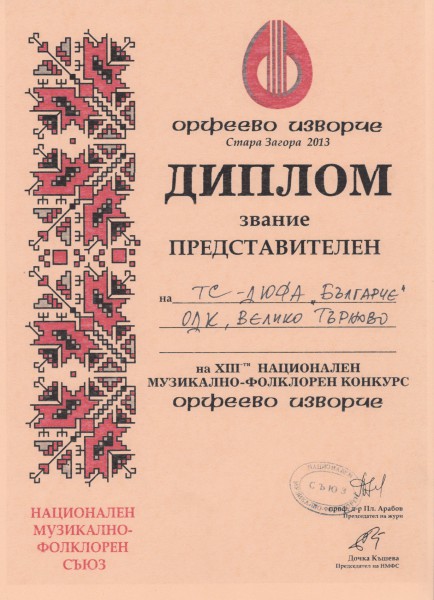 орфеево изворче
Стара Загора 2013
ДИПЛОМ
звание
ПРЕДСТАВИТЕЛЕН
на ТС-ДЮФА „БЪЛГАРЧЕ"
ОДК, ВЕЛИКО ТЪРНОВО
на XIII-ТИ НАЦИОНАЛЕН
МУЗИКАЛНО-ФОЛКЛОРЕН КОНКУРС
орфеево изворче
НАЦИОНАЛЕН
СЪЮЗ
проф. д-р Пл. Арабов
Председател на жури
Дочка Къшева
Председател на НМФС
НАЦИОНАЛЕН
МУЗИКАЛНО-
ФОЛКЛОРЕН
СЪЮЗ